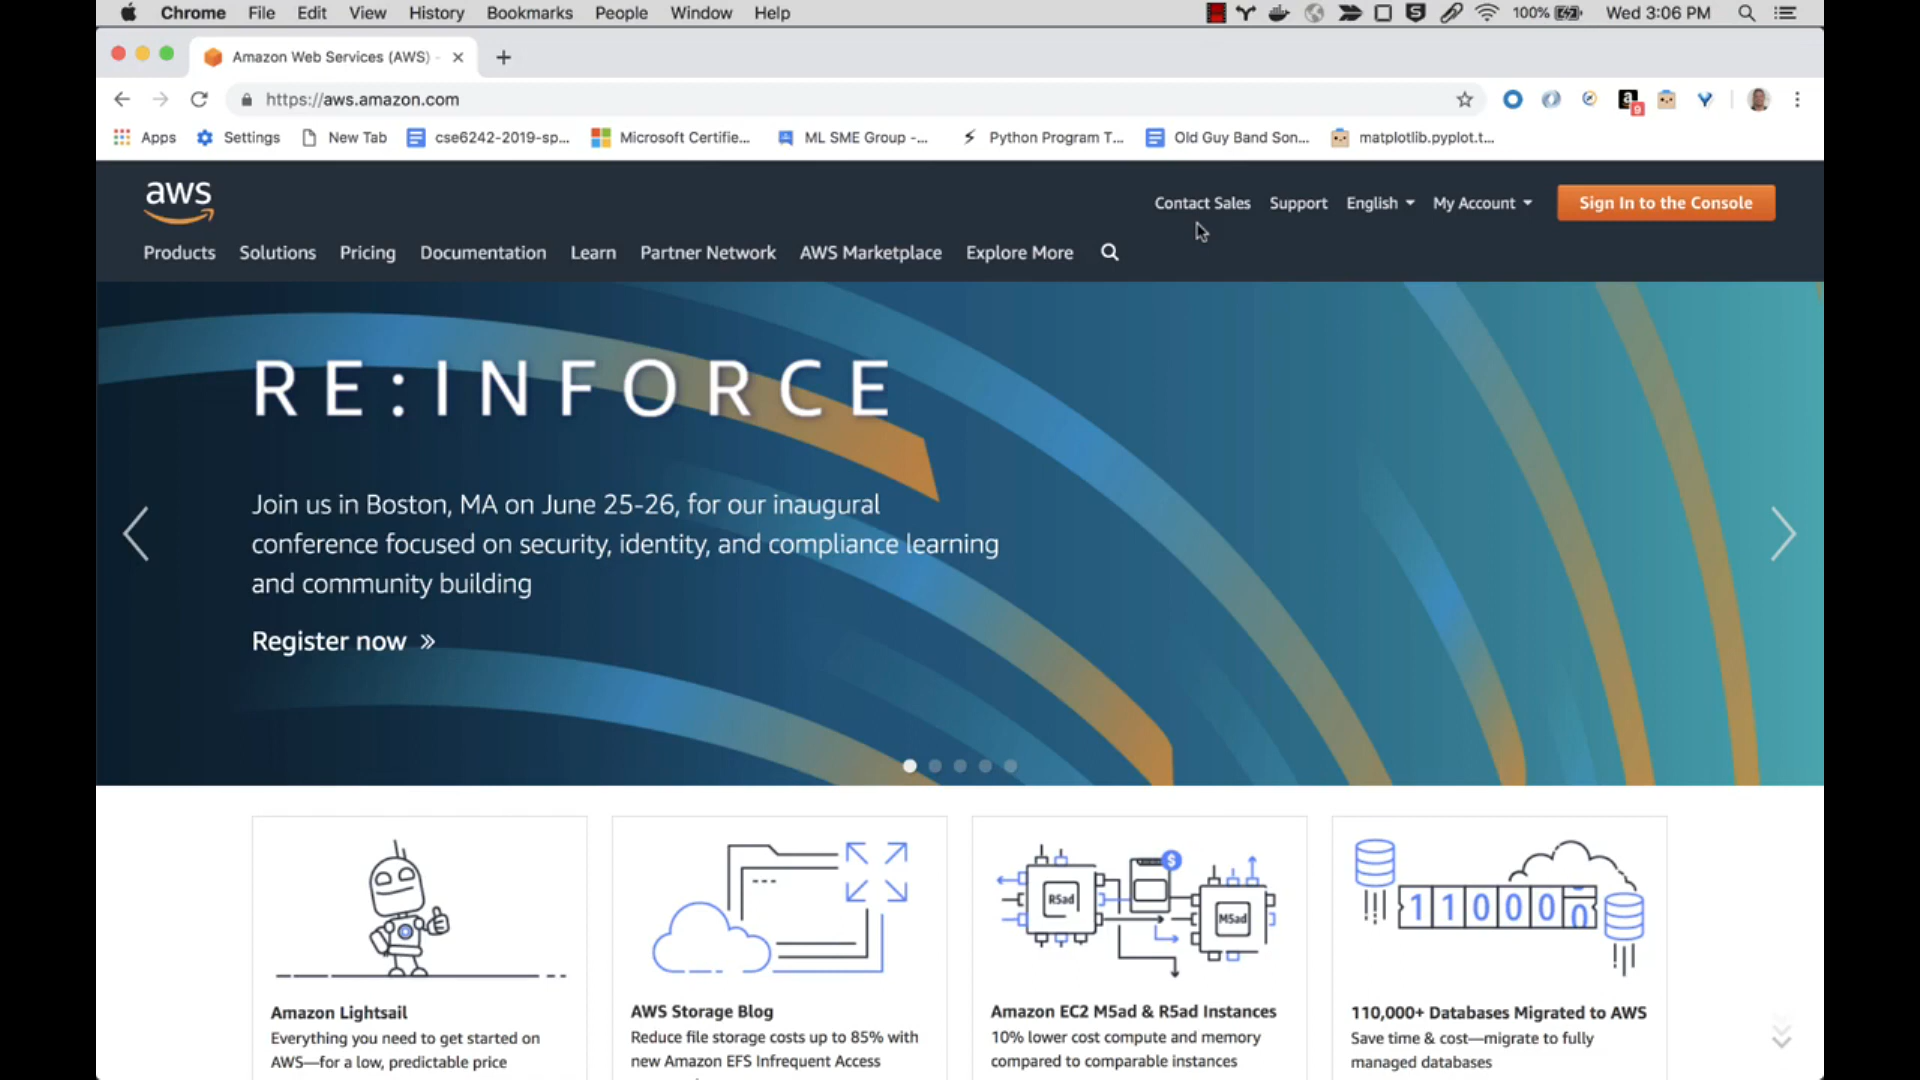 Chrome File Edit View History Bookmarks People Window Help 100% Wed 3:06 PM
Amazon Web Services (AWS) -
https://aws.amazon.com
Apps Settings New Tab cse6242-2019-sp... Microsoft Certifie... ML SME Group -... Python Program T... Old Guy Band Son... matplotlib.pyplot.t...
aws
Contact Sales Support English My Account Sign In to the Console
Products Solutions Pricing Documentation Learn Partner Network AWS Marketplace Explore More
RE:INFORCE
Join us in Boston, MA on June 25-26, for our inaugural
conference focused on security, identity, and compliance learning
and community building
Register now »
R5ad
$
M5ad
110000
Amazon Lightsail
Everything you need to get started on
AWS—for a low, predictable price
AWS Storage Blog
Reduce file storage costs up to 85% with
new Amazon EFS Infrequent Access
Amazon EC2 M5ad & R5ad Instances
10% lower cost compute and memory
compared to comparable instances
110,000+ Databases Migrated to AWS
Save time & cost—migrate to fully
managed databases